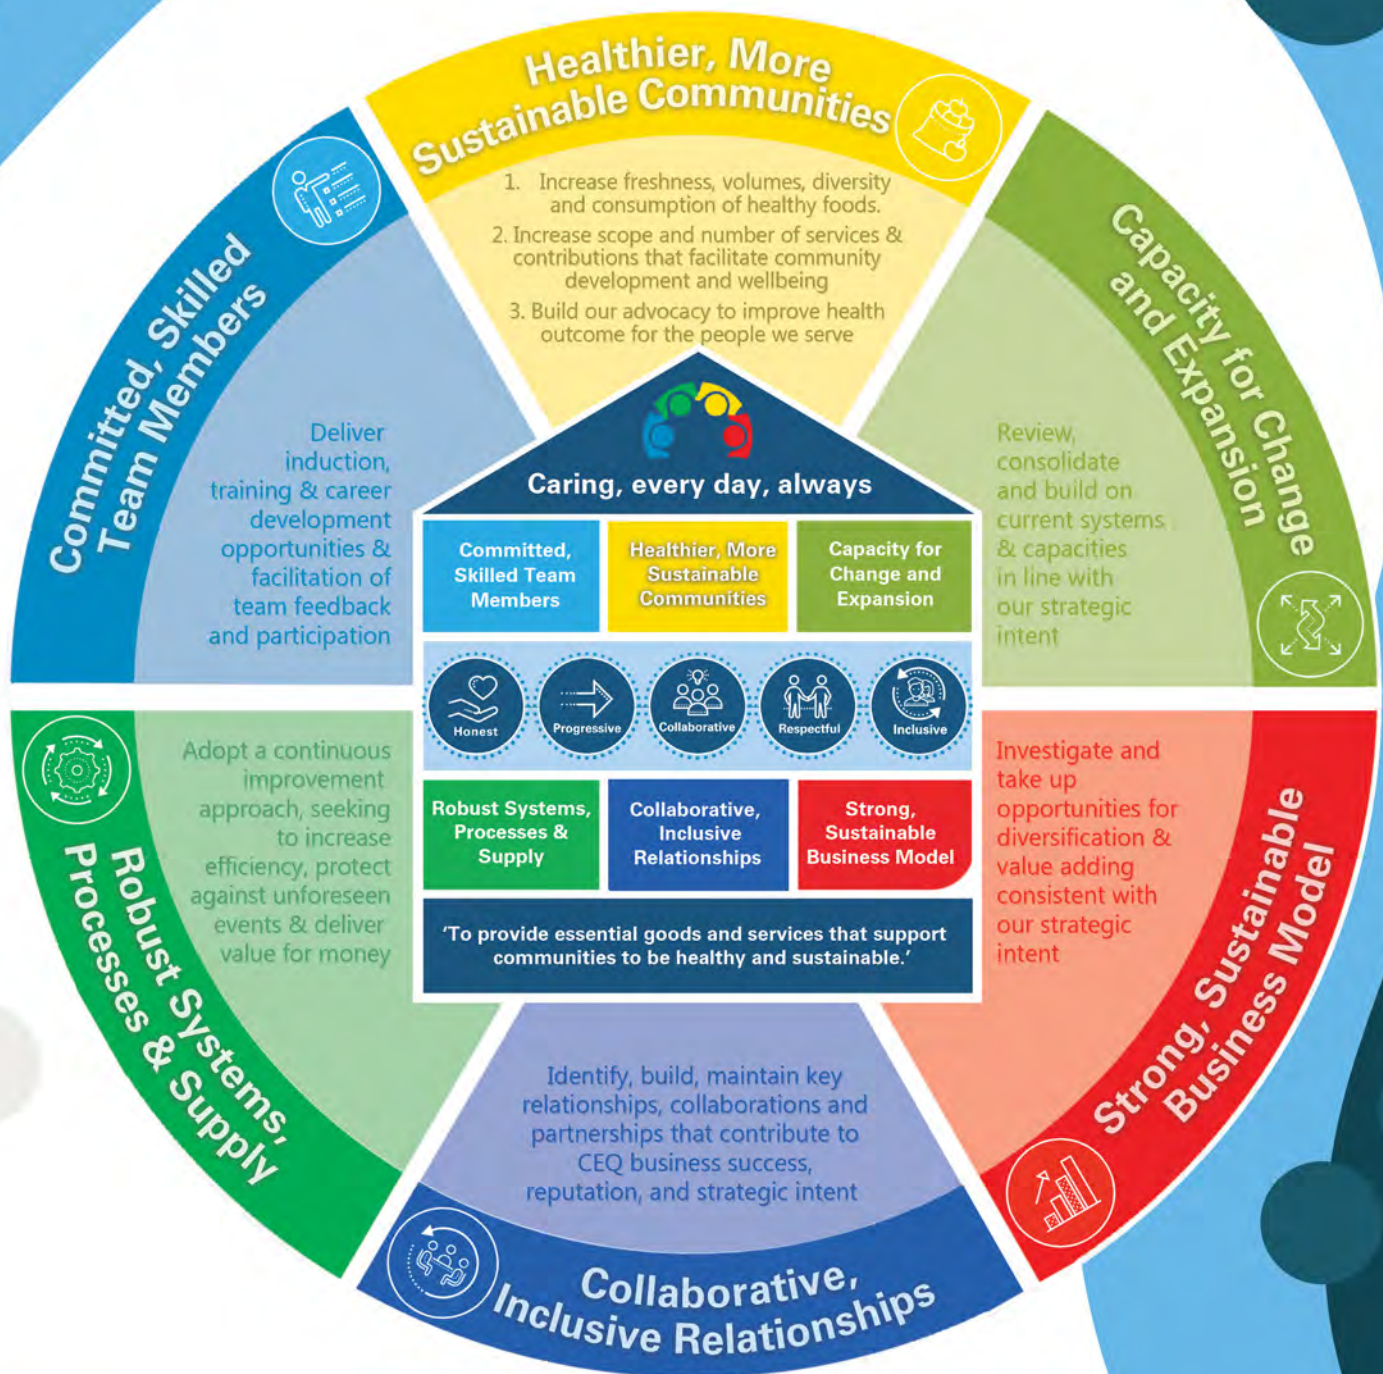 Healthier, More
Sustainable Communities
1. Increase freshness, volumes, diversity
and consumption of healthy foods.
2. Increase scope and number of services &
contributions that facilitate community
development and wellbeing
3. Build our advocacy to improve health
outcome for the people we serve
Committed, Skilled
Team Members
Deliver
induction,
training & career
development
opportunities &
facilitation of
team feedback
and participation
Capacity for Change
and Expansion
Review,
consolidate
and build on
current systems
& capacities
in line with
our strategic
intent
Caring, every day, always
Committed,
Skilled Team
Members
Healthier, More
Sustainable
Communities
Capacity for
Change and
Expansion
Honest
Progressive
Collaborative
Respectful
Inclusive
Robust Systems,
Processes &
Supply
Collaborative,
Inclusive
Relationships
Strong,
Sustainable
Business Model
‘To provide essential goods and services that support
communities to be healthy and sustainable.’
Adopt a continuous
improvement
approach, seeking
to increase
efficiency, protect
against unforeseen
events & deliver
value for money
Robust Systems,
Processes & Supply
Investigate and
take up
opportunities for
diversification &
value adding
consistent with
our strategic
intent
Strong, Sustainable
Business Model
Identify, build, maintain key
relationships, collaborations and
partnerships that contribute to
CEQ business success,
reputation, and strategic intent
Collaborative,
Inclusive Relationships